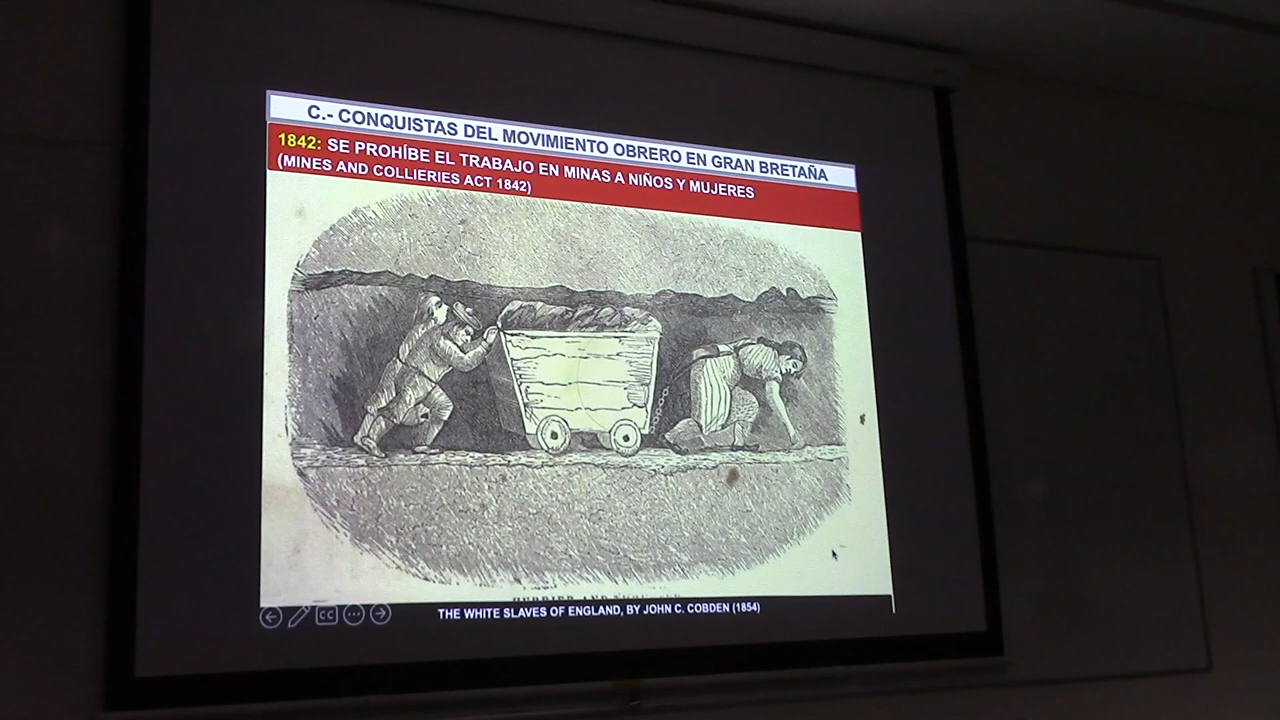 C.- CONQUISTAS DEL MOVIMIENTO OBRERO EN GRAN BRETAÑA
1842: SE PROHÍBE EL TRABAJO EN MINAS A NIÑOS Y MUJERES
(MINES AND COLLIERIES ACT 1842)
THE WHITE SLAVES OF ENGLAND, BY JOHN C. COBDEN (1854)
CC